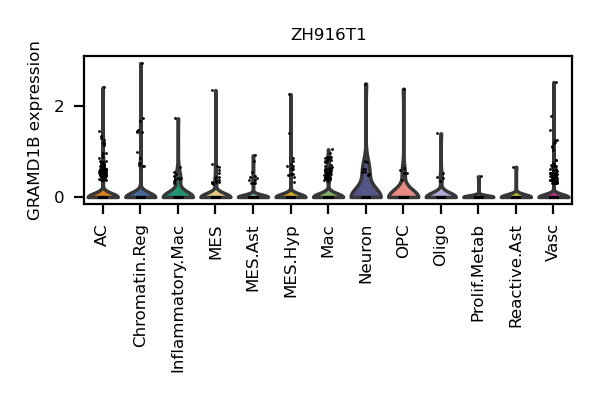 ZH916T1
GRAMD1B expression
2
0
AC
Chromatin.Reg
Inflammatory.Mac
MES
MES.Ast
MES.Hyp
Mac
Neuron
OPC
Oligo
Prolif.Metab
Reactive.Ast
Vasc